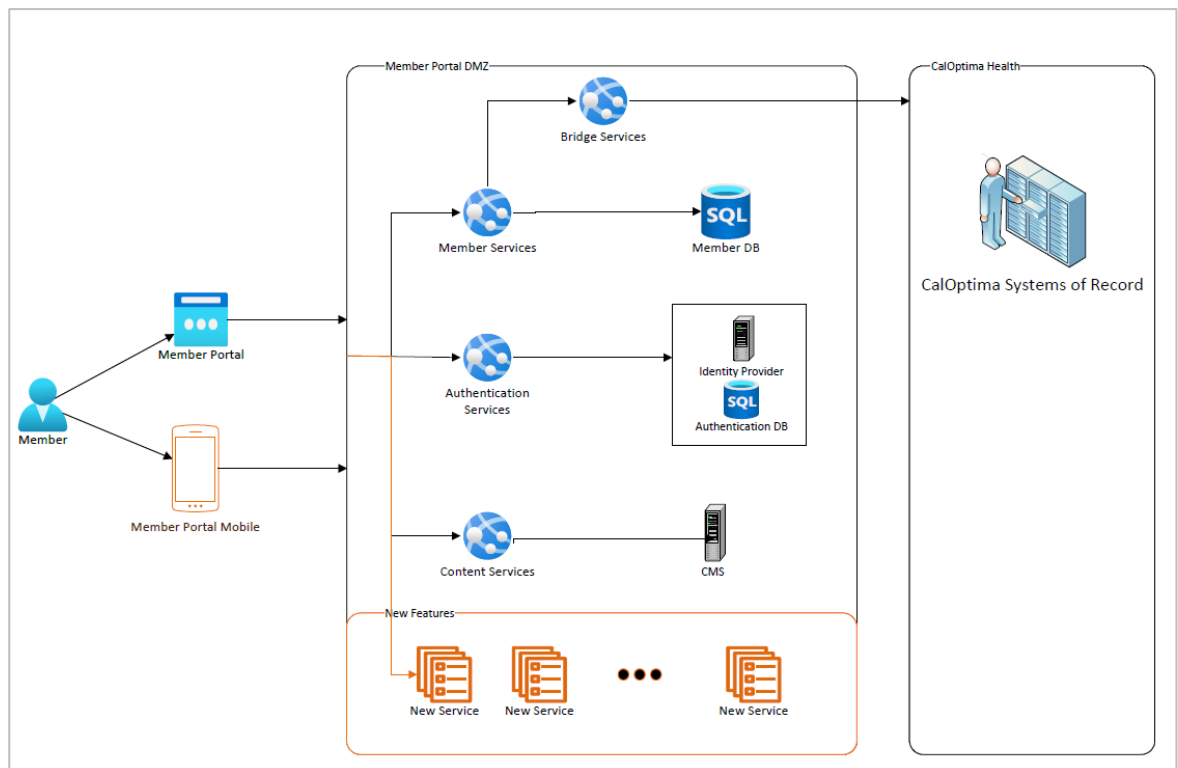 Member Portal DMZ
CalOptima Health
Bridge Services
Member Services
SQL
Member DB
CalOptima Systems of Record
Member Portal
Identity Provider
Authentication
Services
SQL
Authentication DB
Member
Member Portal Mobile
Content Services
CMS
New Features
New Service
New Service
New Service